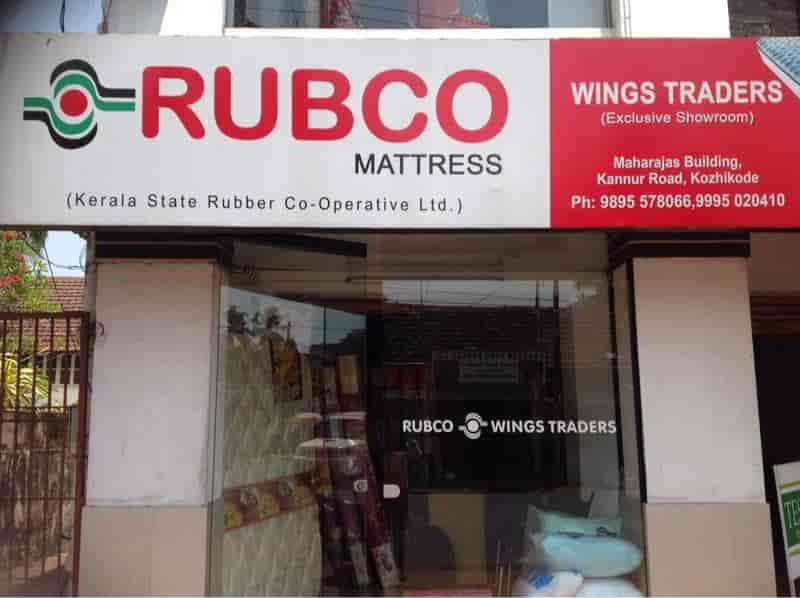 RUBCO
MATTRESS
(Kerala State Rubber Co-Operative Ltd.)
WINGS TRADERS
(Exclusive Showroom)
Maharajas Building,
Kannur Road, Kozhikode
Ph: 9895 578066,9995 020410
RUBCO WINGS TRADERS